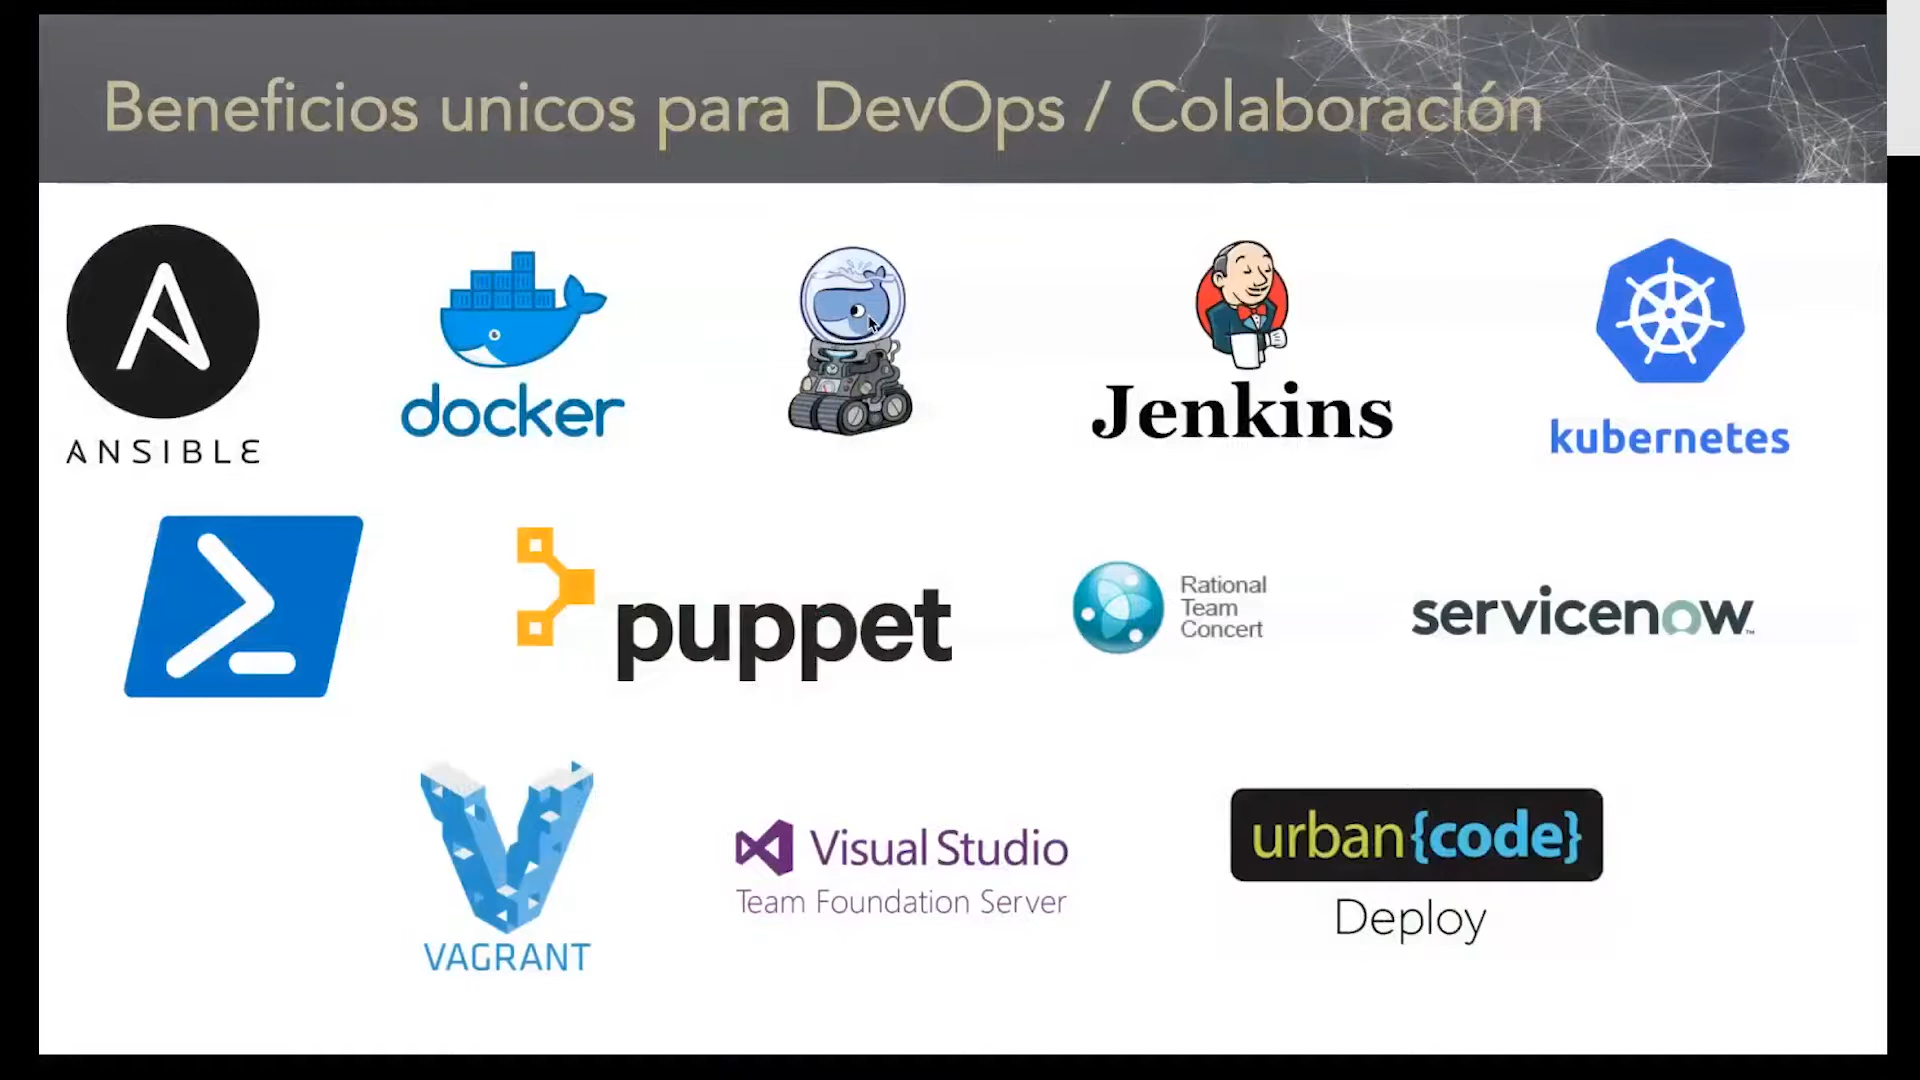 Beneficios unicos para DevOps / Colaboración
ANSIBLE
docker
Jenkins
kubernetes
puppet
Rational
Team
Concert
servicenow™
VAGRANT
Visual Studio
Team Foundation Server
urban{code}
Deploy